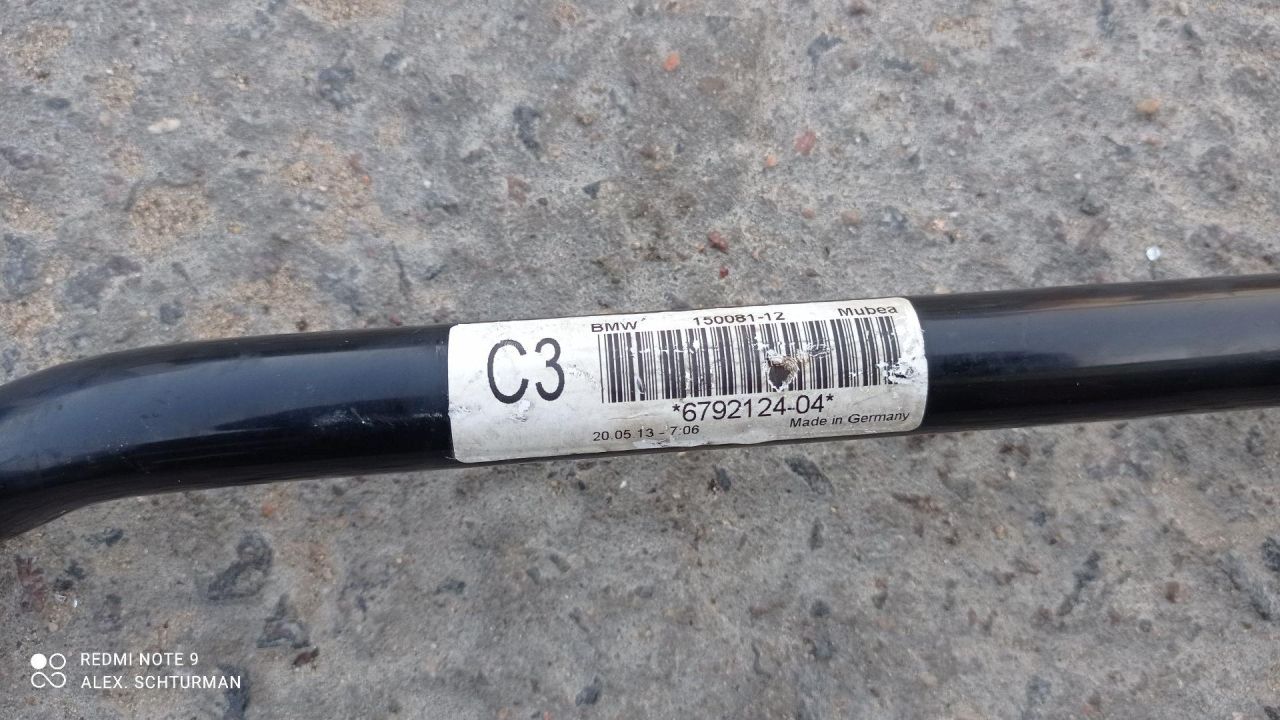 BMW 150081-12 Mubea
C3
*6792124-04*
20.05.13 - 7:06 Made in Germany
REDMI NOTE 9
ALEX. SCHTURMAN